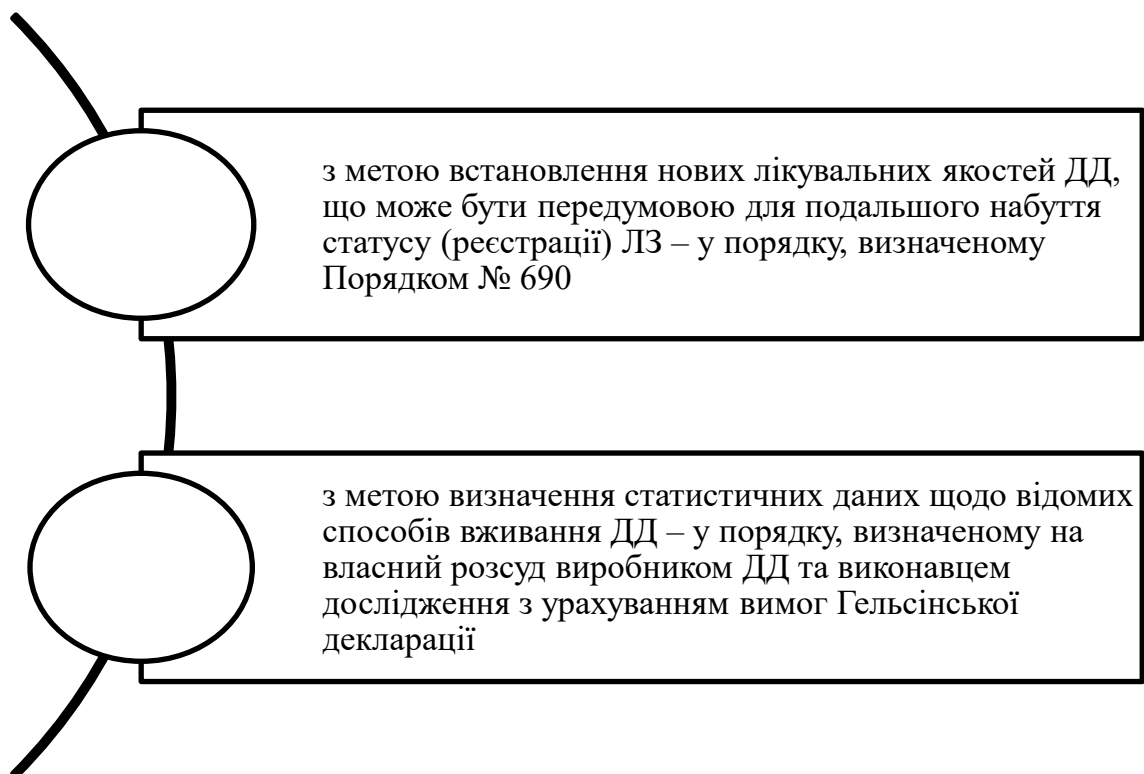 з метою встановлення нових лікувальних якостей ДД,
що може бути передумовою для подальшого набуття
статусу (реєстрації) ЛЗ – у порядку, визначеному
Порядком № 690
з метою визначення статистичних даних щодо відомих
способів вживання ДД – у порядку, визначеному на
власний розсуд виробником ДД та виконавцем
дослідження з урахуванням вимог Гельсінської
декларації